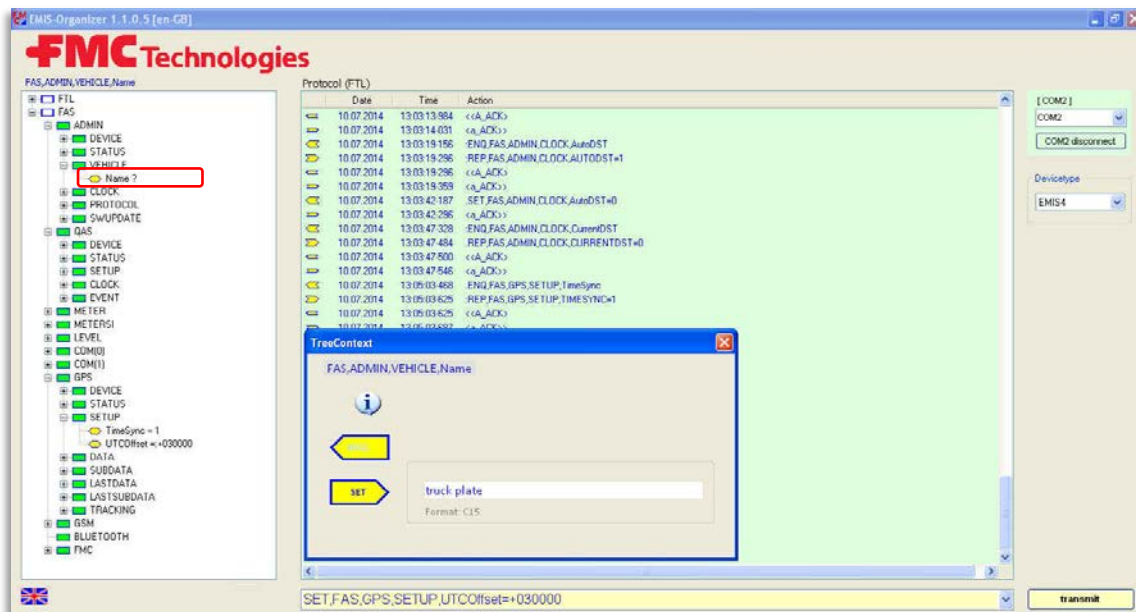 EMIS-Organizer 1.1.0.5 [en-GB]
FMC Technologies
FAS,ADMIN,VEHICLE,Name
FTL
FAS
ADMIN
DEVICE
STATUS
VEHICLE
Name ?
CLOCK
PROTOCOL
SWUPDATE
QAS
DEVICE
STATUS
SETUP
CLOCK
EVENT
METER
METERSI
LEVEL
COM(0)
COM(1)
GPS
DEVICE
STATUS
SETUP
TimeSync = 1
UTCOffset =:+030000
DATA
SUBDATA
LASTDATA
LASTSUBDATA
TRACKING
GSM
BLUETOOTH
FMC
Protocol (FTL)
Date Time Action
10.07.2014 13:03:13-984 <<A_ACK>
10.07.2014 13:03:14-031 <a_ACK>>
10.07.2014 13:03:19-156 :ENQ,FAS,ADMIN,CLOCK,AutoDST
10.07.2014 13:03:19-296 :REP,FAS,ADMIN,CLOCK,AUTODST=1
10.07.2014 13:03:19-296 <<A_ACK>
10.07.2014 13:03:19-359 <a_ACK>>
10.07.2014 13:03:42-187 .SET,FAS,ADMIN,CLOCK,AutoDST=0
10.07.2014 13:03:42-296 <a_ACK>>
10.07.2014 13:03:47-328 :ENQ,FAS,ADMIN,CLOCK,CurrentDST
10.07.2014 13:03:47-484 .REP,FAS,ADMIN,CLOCK,CURRENTDST=0
10.07.2014 13:03:47-500 <<A_ACK>
10.07.2014 13:03:47-546 <a_ACK>>
10.07.2014 13:05:03-468 .ENQ,FAS,GPS,SETUP,TimeSync
10.07.2014 13:05:03-625 :REP,FAS,GPS,SETUP,TIMESYNC=1
10.07.2014 13:05:03-625 <<A_ACK>
10.07.2014 13:05:03-687 <a_ACK>>
TreeContext
FAS,ADMIN,VEHICLE,Name
SET
truck plate
Format: C15
[ COM2 ]
COM2
COM2 disconnect
Devicetype
EMIS4
SET,FAS,GPS,SETUP,UTCOffset=+030000
transmit